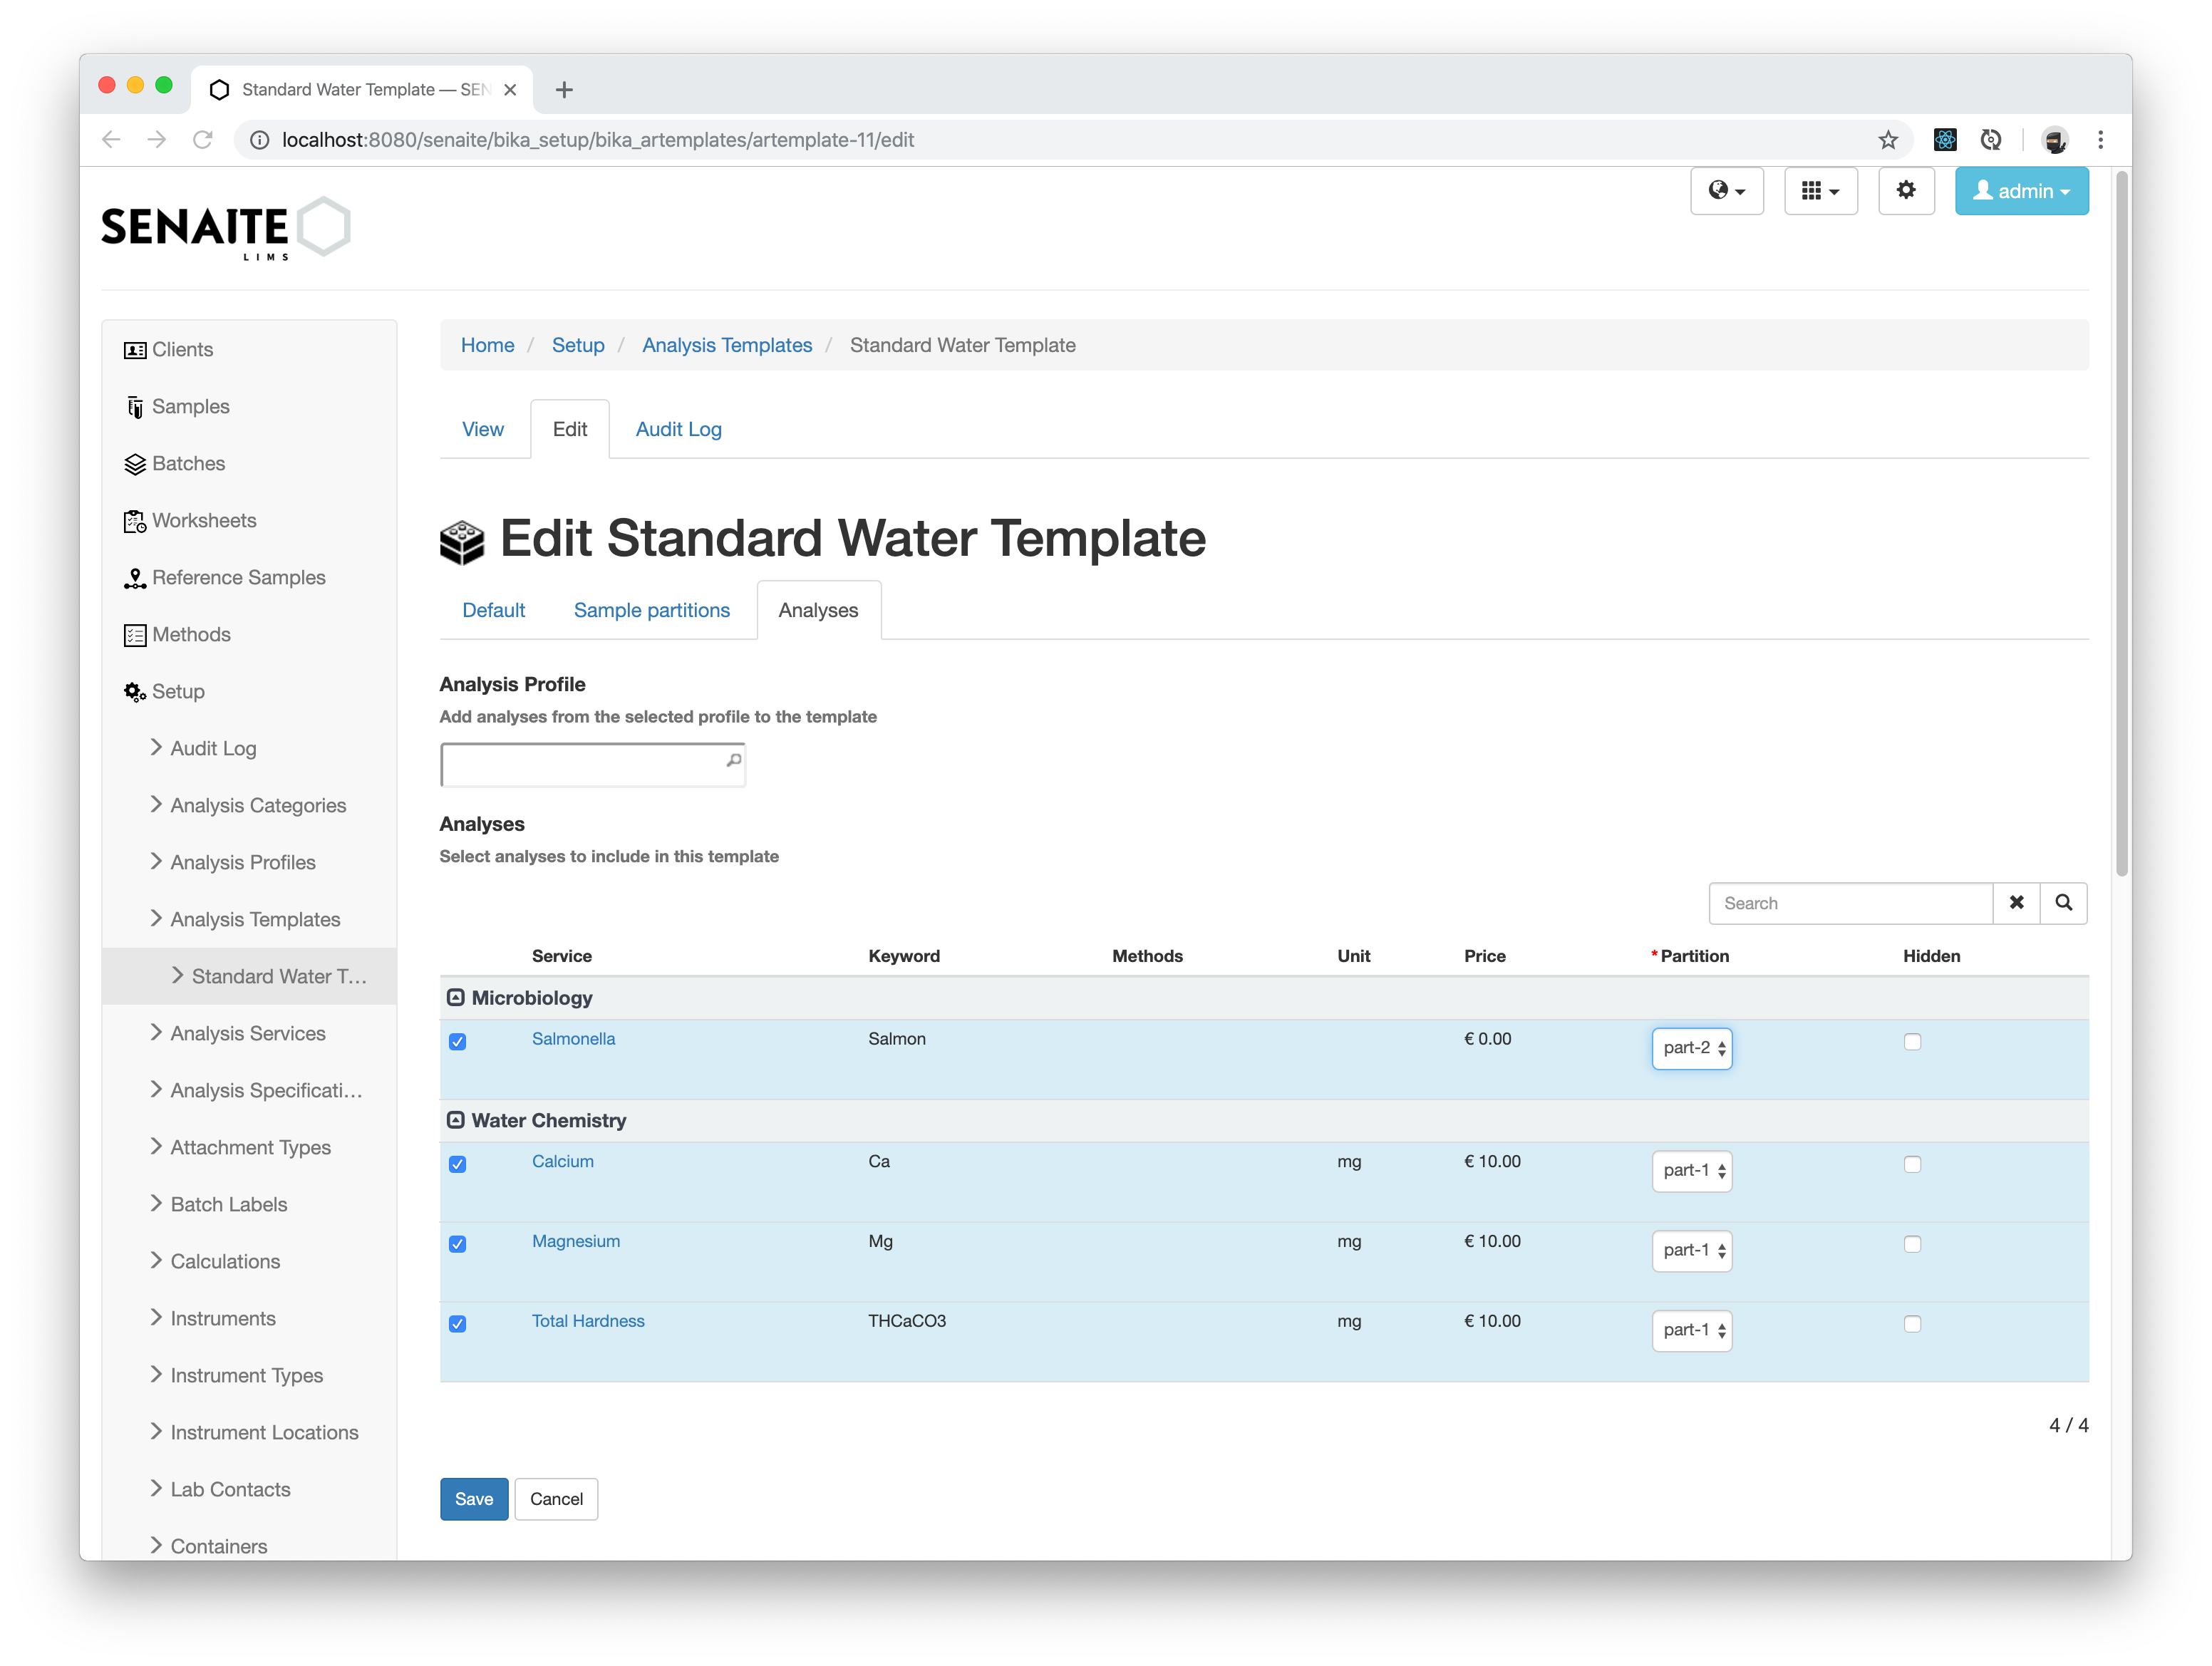 Standard Water Template — SEN
localhost:8080/senaite/bika_setup/bika_artemplates/artemplate-11/edit
SENAITE
LIMS
admin
Clients
Samples
Batches
Worksheets
Reference Samples
Methods
Setup
Audit Log
Analysis Categories
Analysis Profiles
Analysis Templates
Standard Water T...
Analysis Services
Analysis Specificati...
Attachment Types
Batch Labels
Calculations
Instruments
Instrument Types
Instrument Locations
Lab Contacts
Containers
Home / Setup / Analysis Templates / Standard Water Template
View Edit Audit Log
Edit Standard Water Template
Default Sample partitions Analyses
Analysis Profile
Add analyses from the selected profile to the template
Analyses
Select analyses to include in this template
Search
Service Keyword Methods Unit Price * Partition Hidden
Microbiology
Salmonella Salmon € 0.00 part-2
Water Chemistry
Calcium Ca mg € 10.00 part-1
Magnesium Mg mg € 10.00 part-1
Total Hardness THCaCO3 mg € 10.00 part-1
4 / 4
Save Cancel